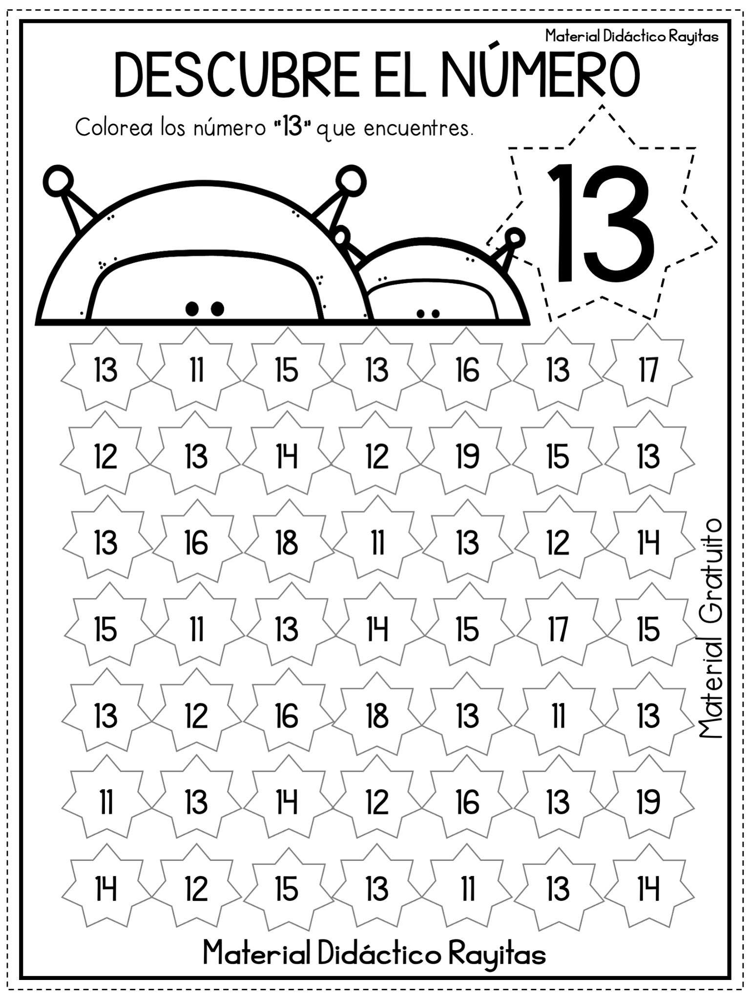 Material Didáctico Rayitas
DESCUBRE EL NÚMERO
Colorea los número “13” que encuentres.
13
13 11 15 13 16 13 17
12 13 14 12 19 15 13
13 16 18 11 13 12 14
15 11 13 14 15 17 15
13 12 16 18 13 11 13
11 13 14 12 16 13 19
14 12 15 13 11 13 14
Material Gratuito
Material Didáctico Rayitas